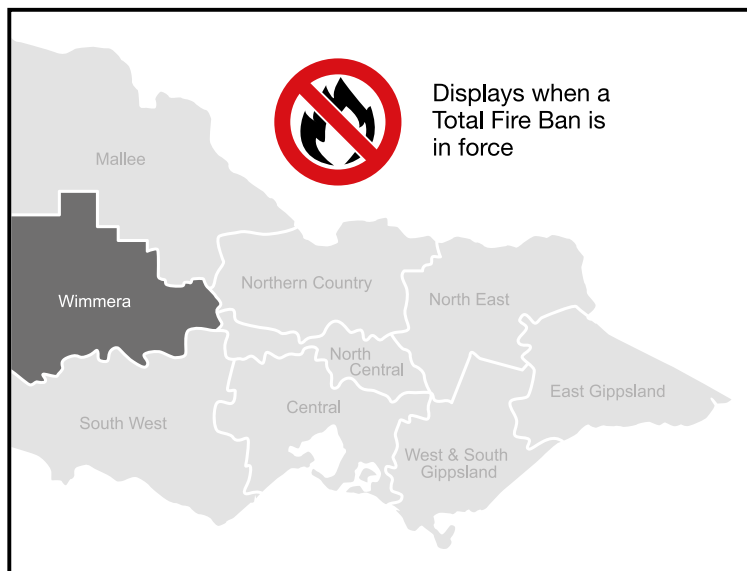 Displays when a
Total Fire Ban is
in force
Mallee
Wimmera
Northern Country
North East
North
Central
East Gippsland
South West
Central
West & South
Gippsland